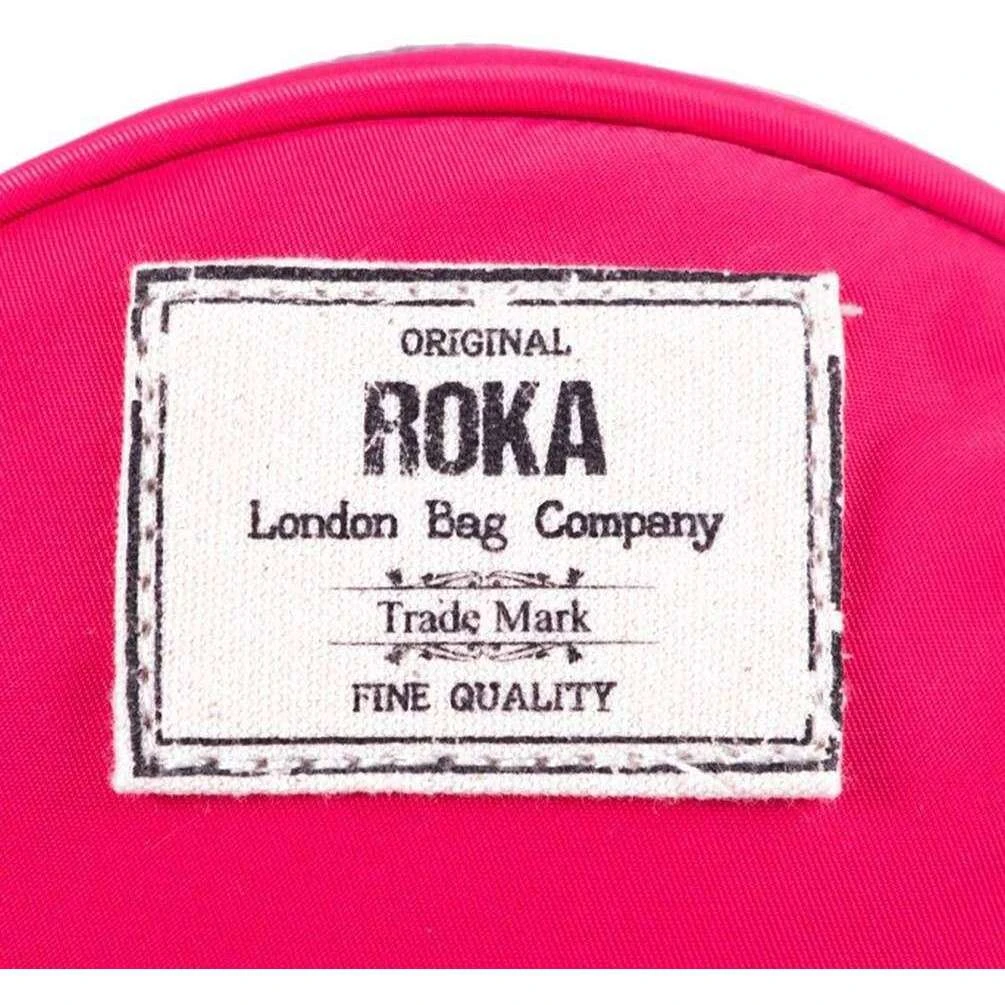 ORIGINAL
ROKA
London Bag Company
Trade Mark
FINE QUALITY